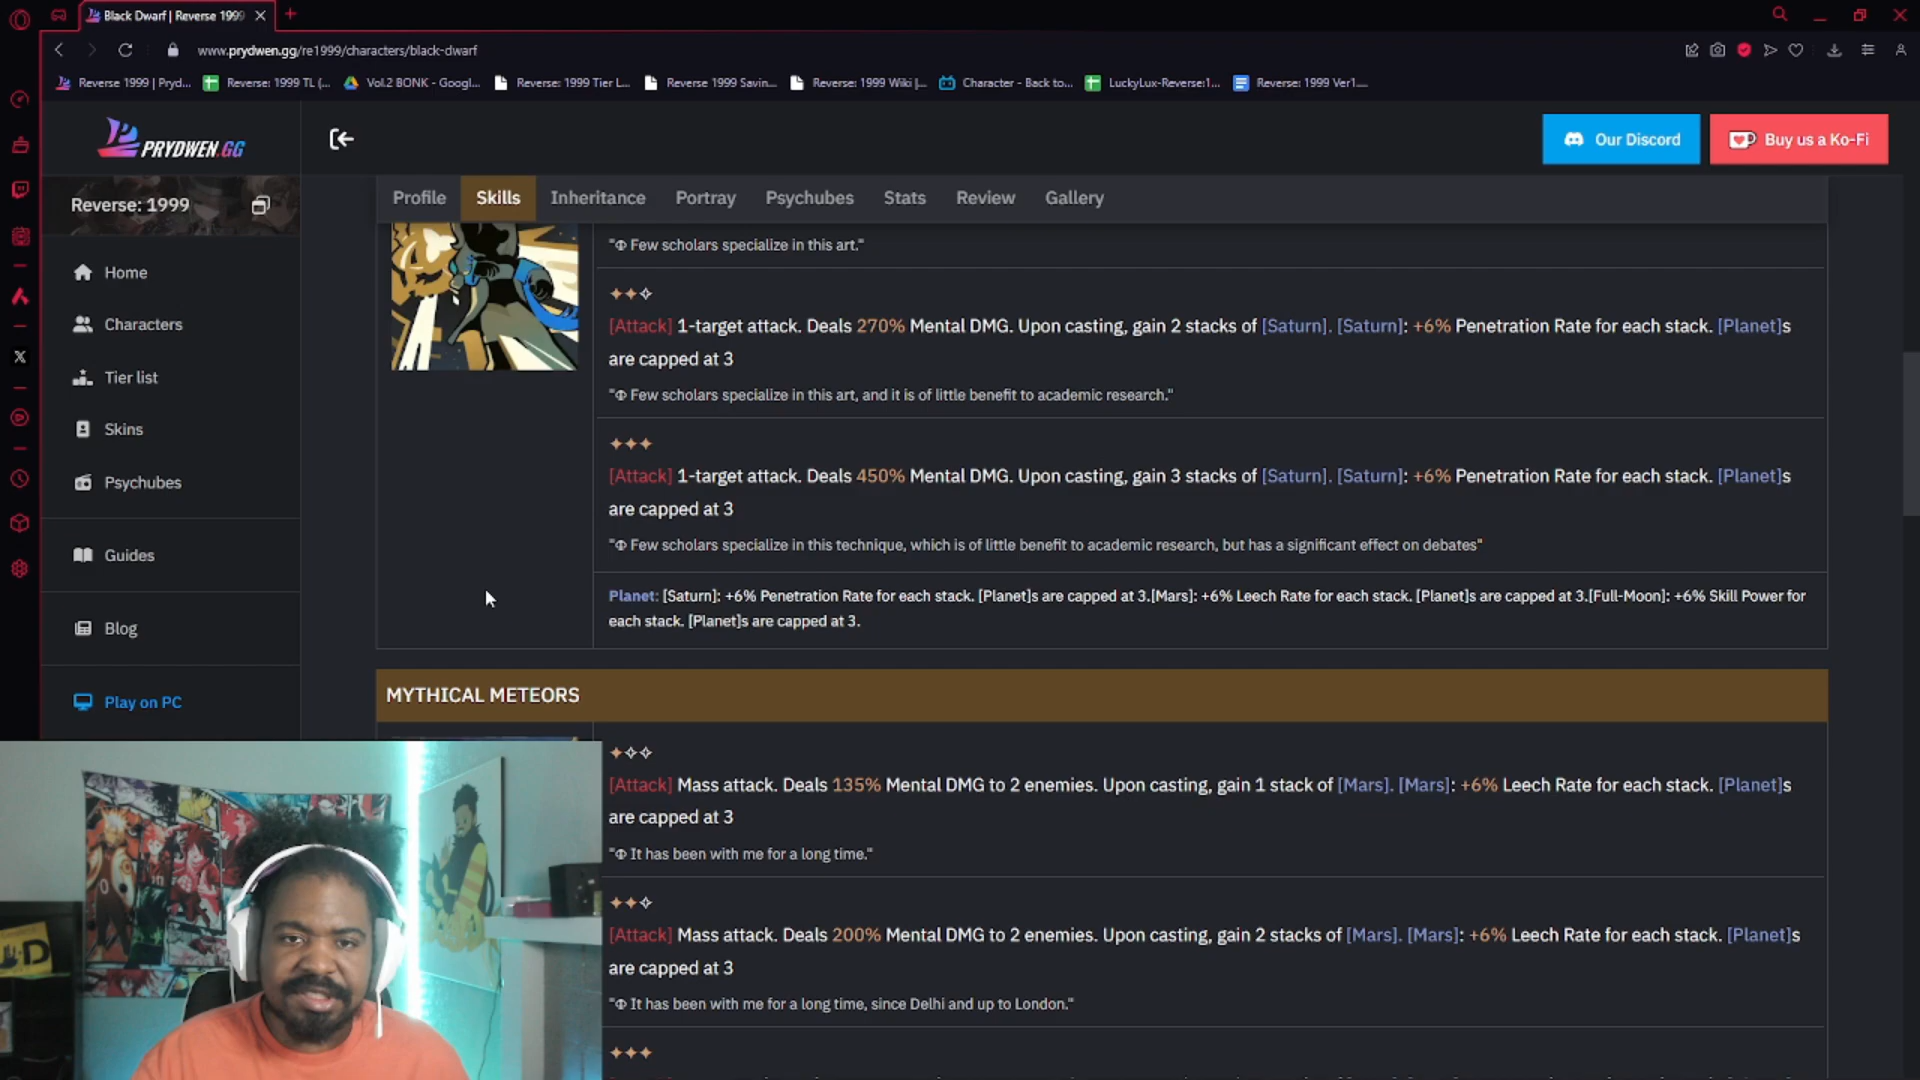 Black Dwarf | Reverse 1999
www.prydwen.gg/re1999/characters/black-dwarf
Reverse 1999 | Pryd...
Reverse: 1999 TL (...
Vol.2 BONK - Googl...
Reverse: 1999 Tier L...
Reverse 1999 Savin...
Reverse: 1999 Wiki |...
Character - Back to...
LuckyLux-Reverse:1...
Reverse: 1999 Ver1....
PRYDWEN.GG
Our Discord
Buy us a Ko-Fi
Reverse: 1999
Profile
Skills
Inheritance
Portray
Psychubes
Stats
Review
Gallery
Home
Characters
Tier list
Skins
Psychubes
Guides
Blog
Play on PC
"Φ Few scholars specialize in this art."
[Attack] 1-target attack. Deals 270% Mental DMG. Upon casting, gain 2 stacks of [Saturn]. [Saturn]: +6% Penetration Rate for each stack. [Planet]s
are capped at 3
"Φ Few scholars specialize in this art, and it is of little benefit to academic research."
[Attack] 1-target attack. Deals 450% Mental DMG. Upon casting, gain 3 stacks of [Saturn]. [Saturn]: +6% Penetration Rate for each stack. [Planet]s
are capped at 3
"Φ Few scholars specialize in this technique, which is of little benefit to academic research, but has a significant effect on debates"
Planet: [Saturn]: +6% Penetration Rate for each stack. [Planet]s are capped at 3.[Mars]: +6% Leech Rate for each stack. [Planet]s are capped at 3.[Full-Moon]: +6% Skill Power for
each stack. [Planet]s are capped at 3.
MYTHICAL METEORS
[Attack] Mass attack. Deals 135% Mental DMG to 2 enemies. Upon casting, gain 1 stack of [Mars]. [Mars]: +6% Leech Rate for each stack. [Planet]s
are capped at 3
"Φ It has been with me for a long time."
[Attack] Mass attack. Deals 200% Mental DMG to 2 enemies. Upon casting, gain 2 stacks of [Mars]. [Mars]: +6% Leech Rate for each stack. [Planet]s
are capped at 3
"Φ It has been with me for a long time, since Delhi and up to London."